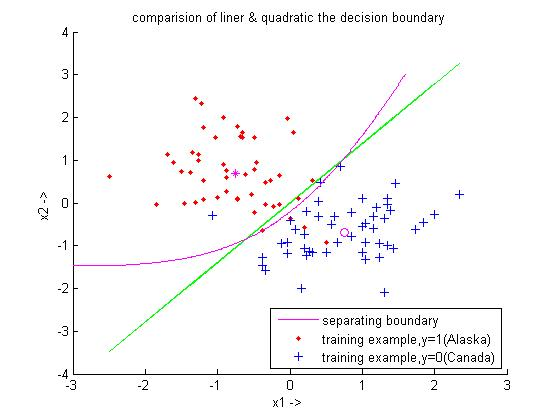 comparision of liner & quadratic the decision boundary
4
3
2
1
0
-1
-2
-3
-4
x2 ->
-3
-2
-1
0
1
2
3
x1 ->
separating boundary
training example,y=1(Alaska)
training example,y=0(Canada)